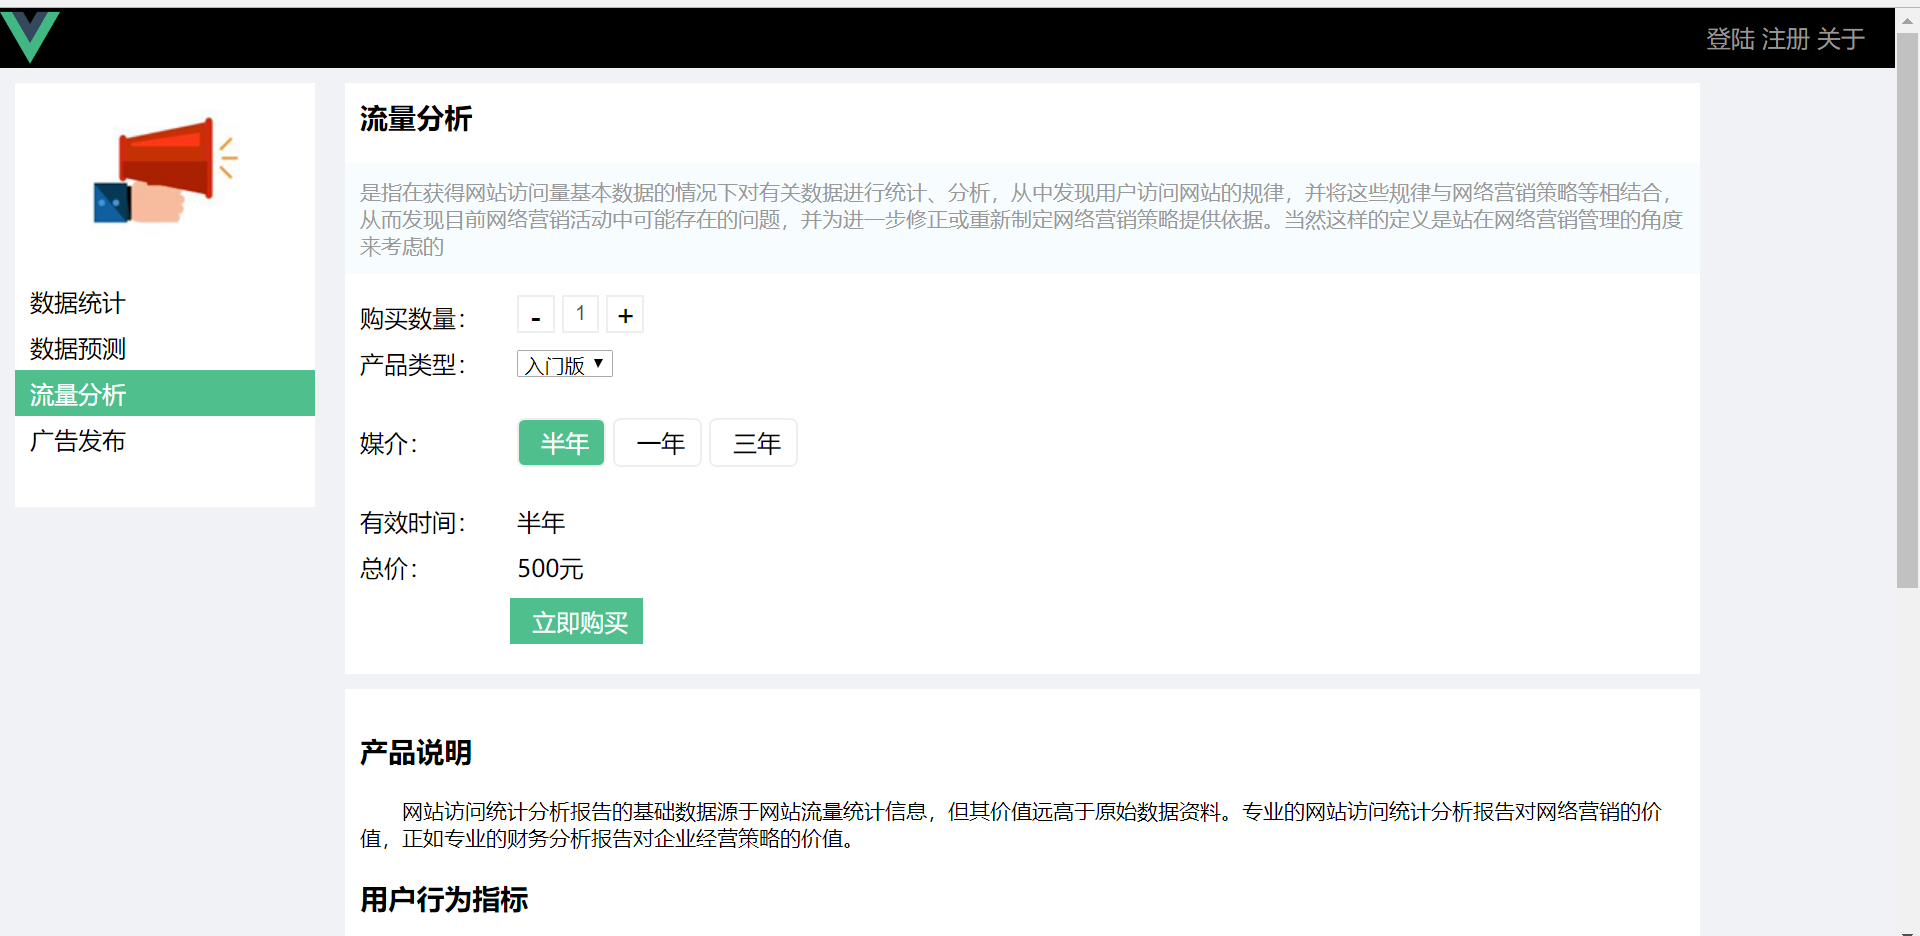 登陆 注册 关于
数据统计
数据预测
流量分析
广告发布
流量分析
是指在获得网站访问量基本数据的情况下对有关数据进行统计、分析，从中发现用户访问网站的规律，并将这些规律与网络营销策略等相结合，
从而发现目前网络营销活动中可能存在的问题，并为进一步修正或重新制定网络营销策略提供依据。当然这样的定义是站在网络营销管理的角度
来考虑的
购买数量： - 1 +
产品类型： 入门版
媒介： 半年 一年 三年
有效时间： 半年
总价： 500元
立即购买
产品说明
网站访问统计分析报告的基础数据源于网站流量统计信息，但其价值远高于原始数据资料。专业的网站访问统计分析报告对网络营销的价
值，正如专业的财务分析报告对企业经营策略的价值。
用户行为指标